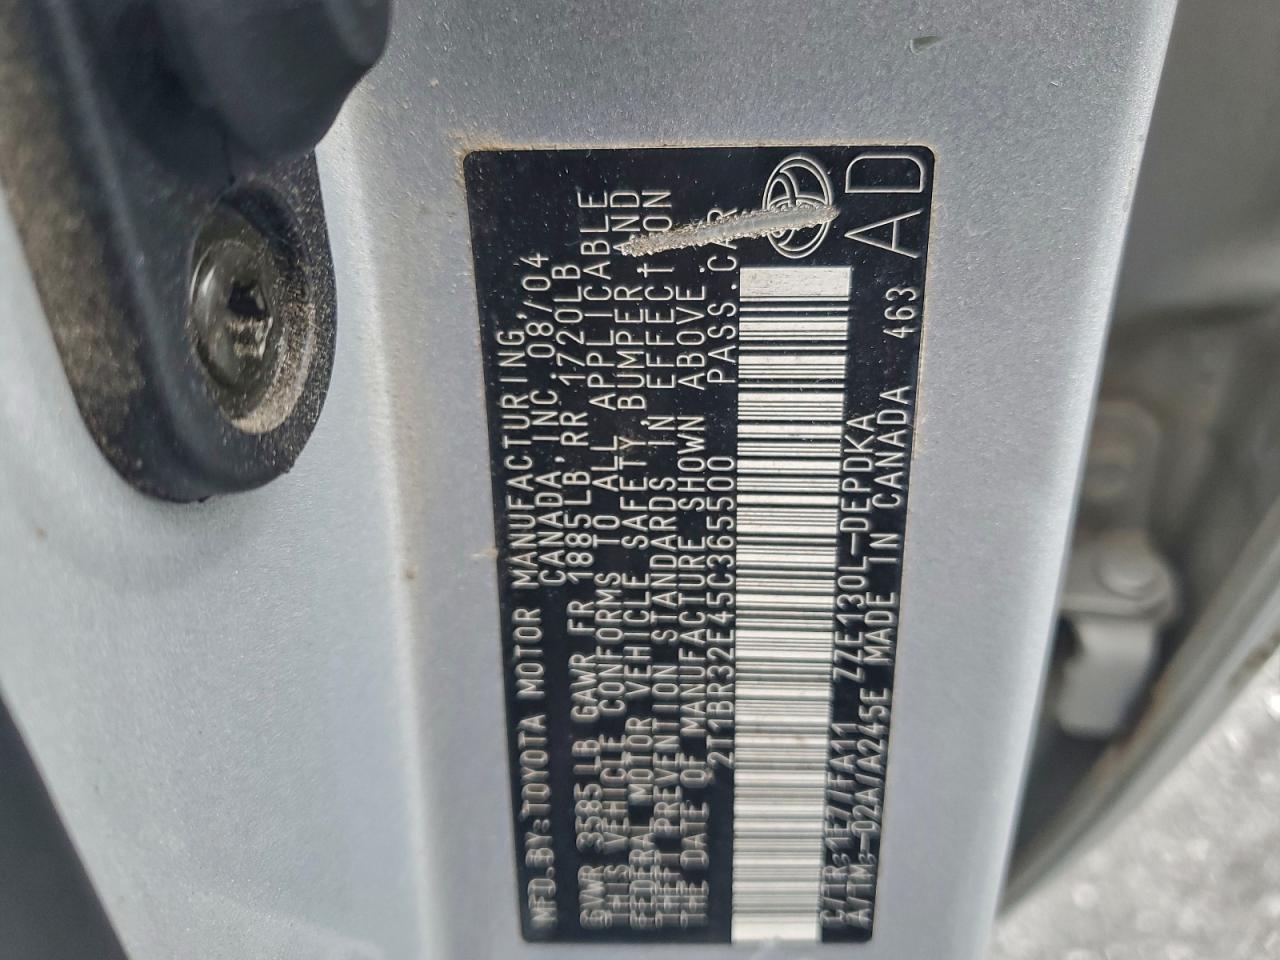 MFD.BY:TOYOTA MOTOR MANUFACTURING,
CANADA,INC. 08/04
GVWR 3585LB GAWR FR 1885LB,RR 1720LB
THIS VEHICLE CONFORMS TO ALL APPLICABLE
FEDERAL MOTOR VEHICLE SAFETY,BUMPER AND
THEFT PREVENTION STANDARDS IN EFFECT ON
THE DATE OF MANUFACTURE SHOWN ABOVE.
2T1BR32E45C365500 PASS.CAR
C/TR:1E7/FA11 ZZE130L-DEPDKA 463
A/TM:-02A/A245E MADE IN CANADA
AD